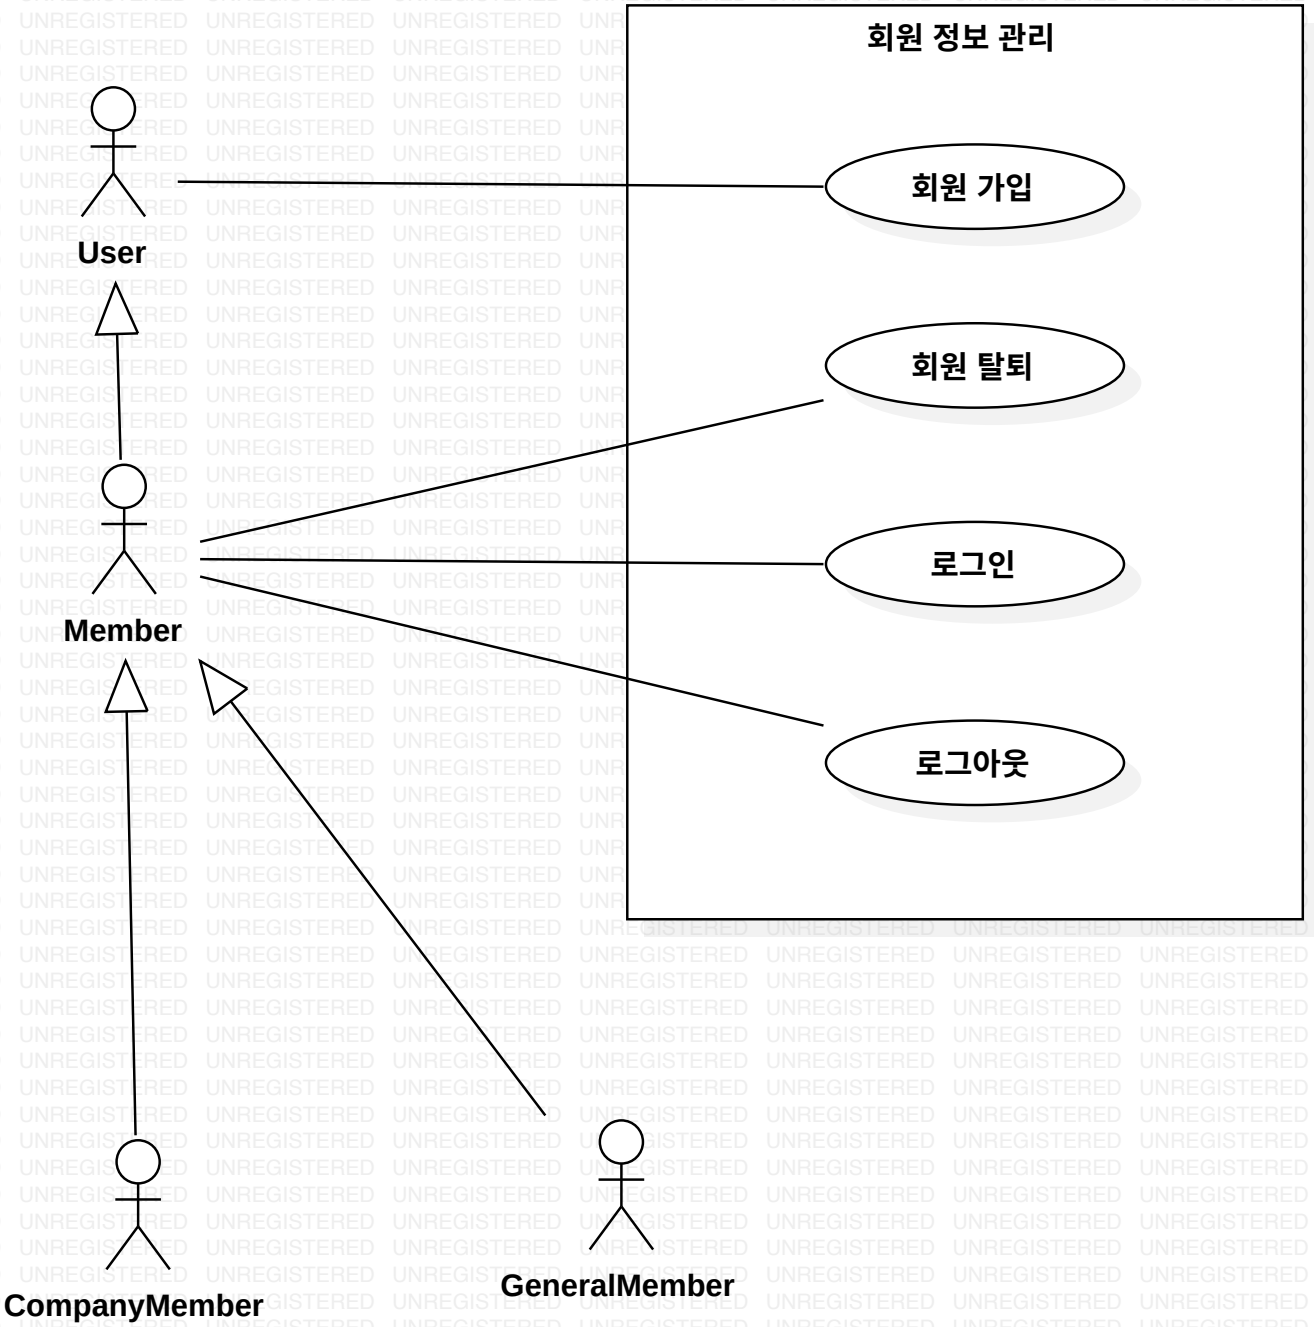 회원 정보 관리
회원 가입
User
회원 탈퇴
로그인
Member
로그아웃
GeneralMember
CompanyMember
UNREGISTERED